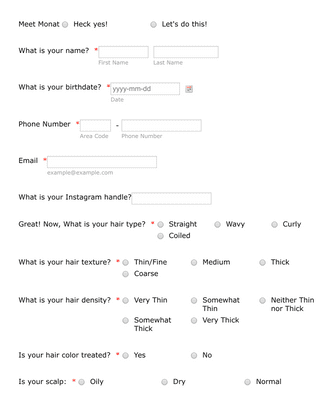 Meet Monat Heck yes! Let's do this!
What is your name? *
First Name Last Name
What is your birthdate? * yyyy-mm-dd
Date
Phone Number * -
Area Code Phone Number
Email *
example@example.com
What is your Instagram handle?
Great! Now, What is your hair type? * Straight Wavy Curly
Coiled
What is your hair texture? * Thin/Fine Medium Thick
Coarse
What is your hair density? * Very Thin Somewhat Thin Neither Thin nor Thick
Somewhat Thick Very Thick
Is your hair color treated? * Yes No
Is your scalp: * Oily Dry Normal